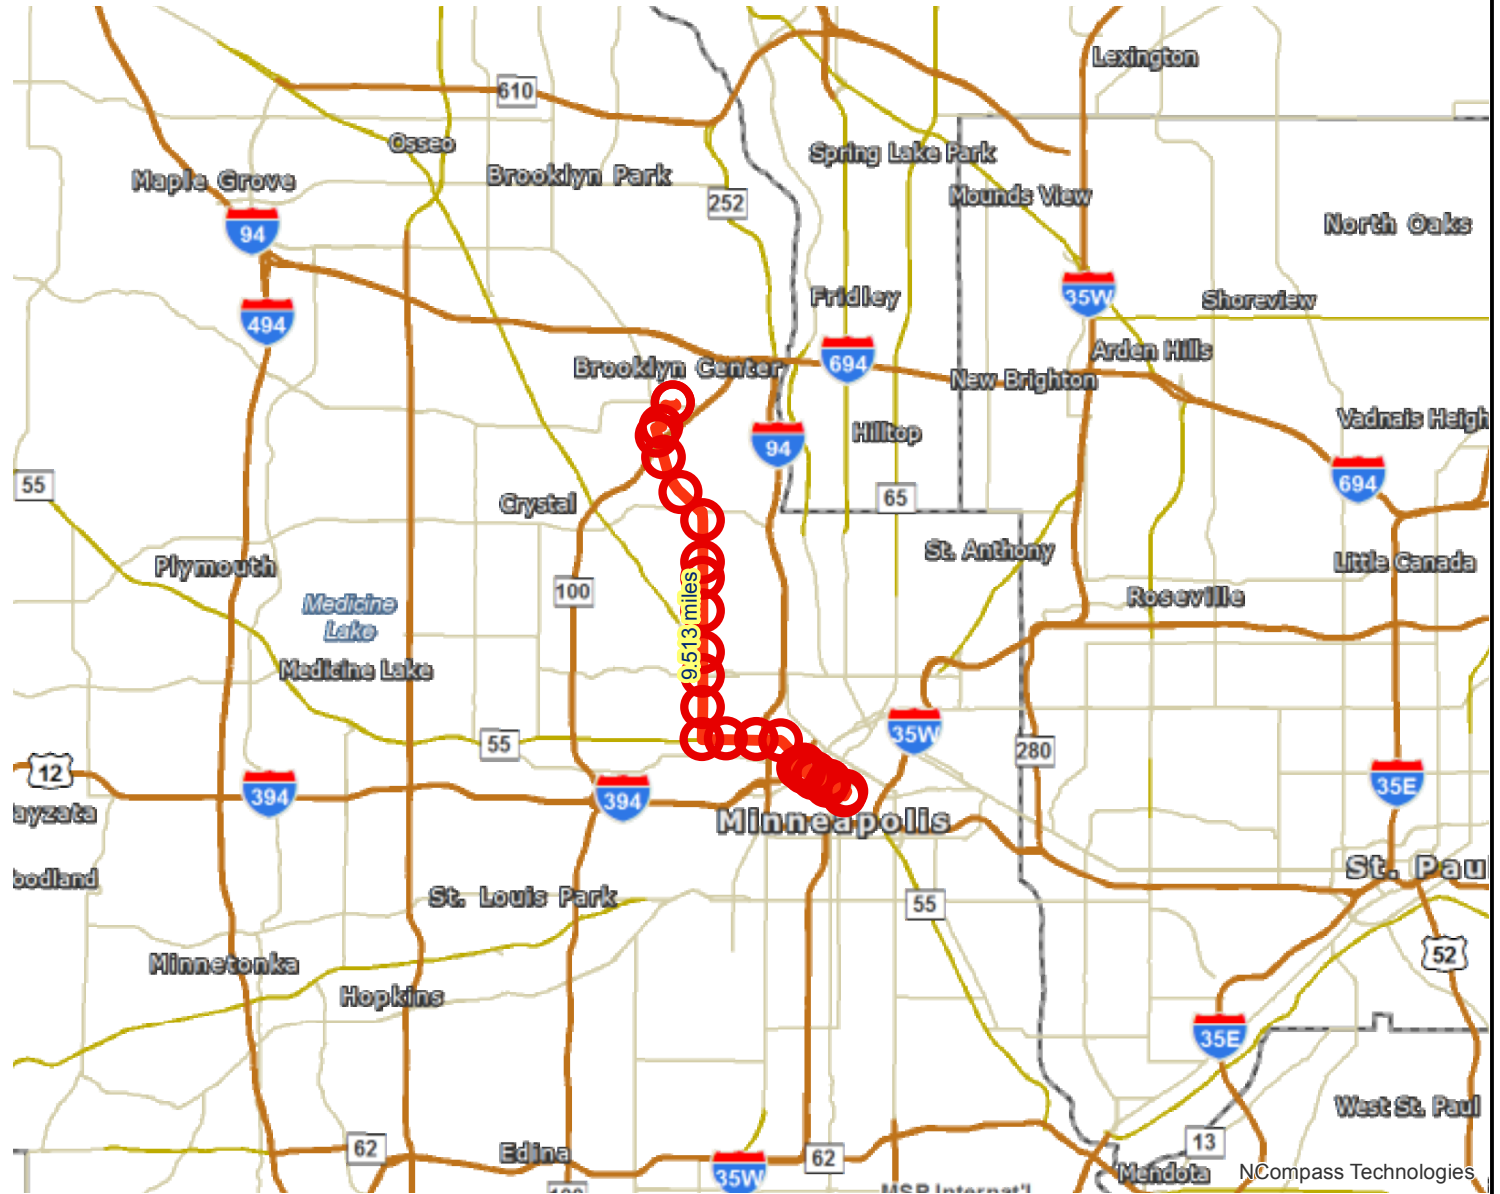 Lexington
610
Osseo
Spring Lake Park
Maple Grove
Brooklyn Park
Mounds View
252
North Oaks
94
35W
Fridley
Shoreview
494
Arden Hills
694
Brooklyn Center
New Brighton
Vadnais Heigh
Hilltop
94
694
55
65
Crystal
St. Anthony
Plymouth
Little Canada
100
Roseville
Medicine
Lake
9.513 miles
Medicine Lake
35W
55
280
12
394
394
35E
ayzata
Minneapolis
St. Pau
oodland
St. Louis Park
55
52
Minnetonka
Hopkins
35E
West St. Paul
13
62
Edina
62
35W
Mendota
NCompass Technologies